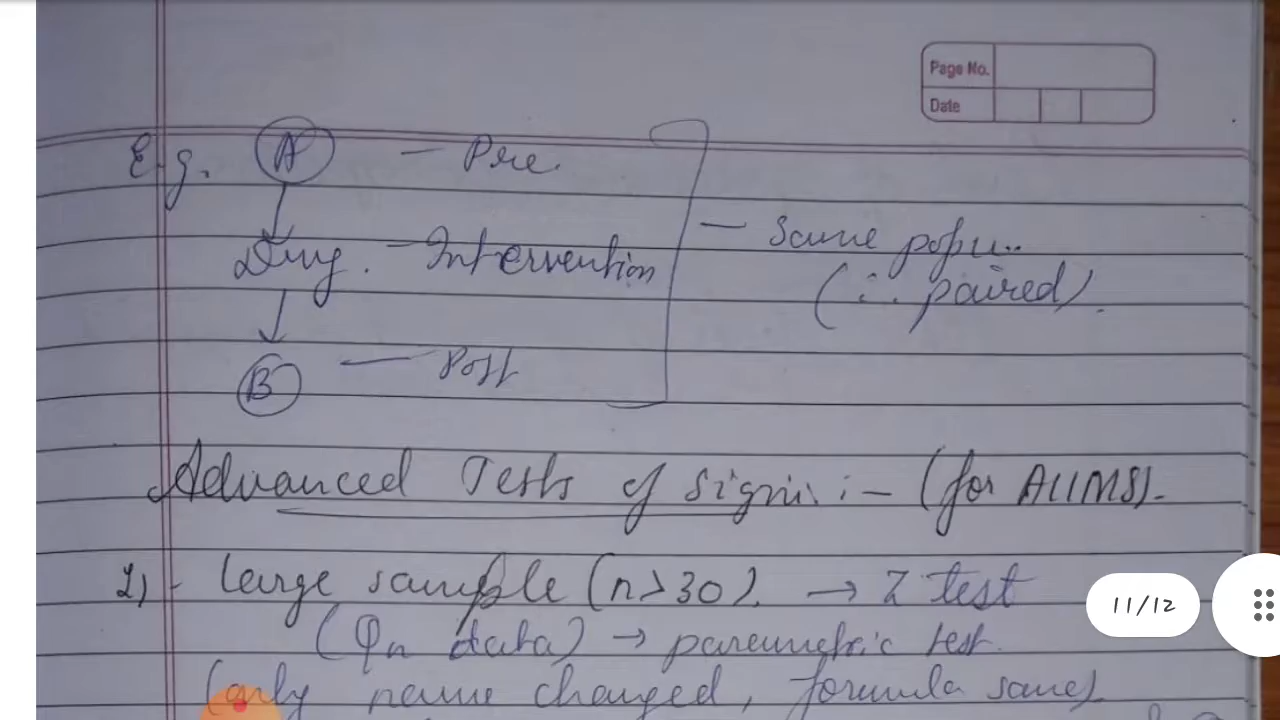 Page No.
Date
E.g. A — Pre.
Drug. — Intervention
— Same popu..
(∴ paired).
B — Post
Advanced Tests of Signi. :- (for AIIMS).
1) - large sample (n>30). → Z test
(Qn data) → parametric test.
(only name changed, formula same)
11/12